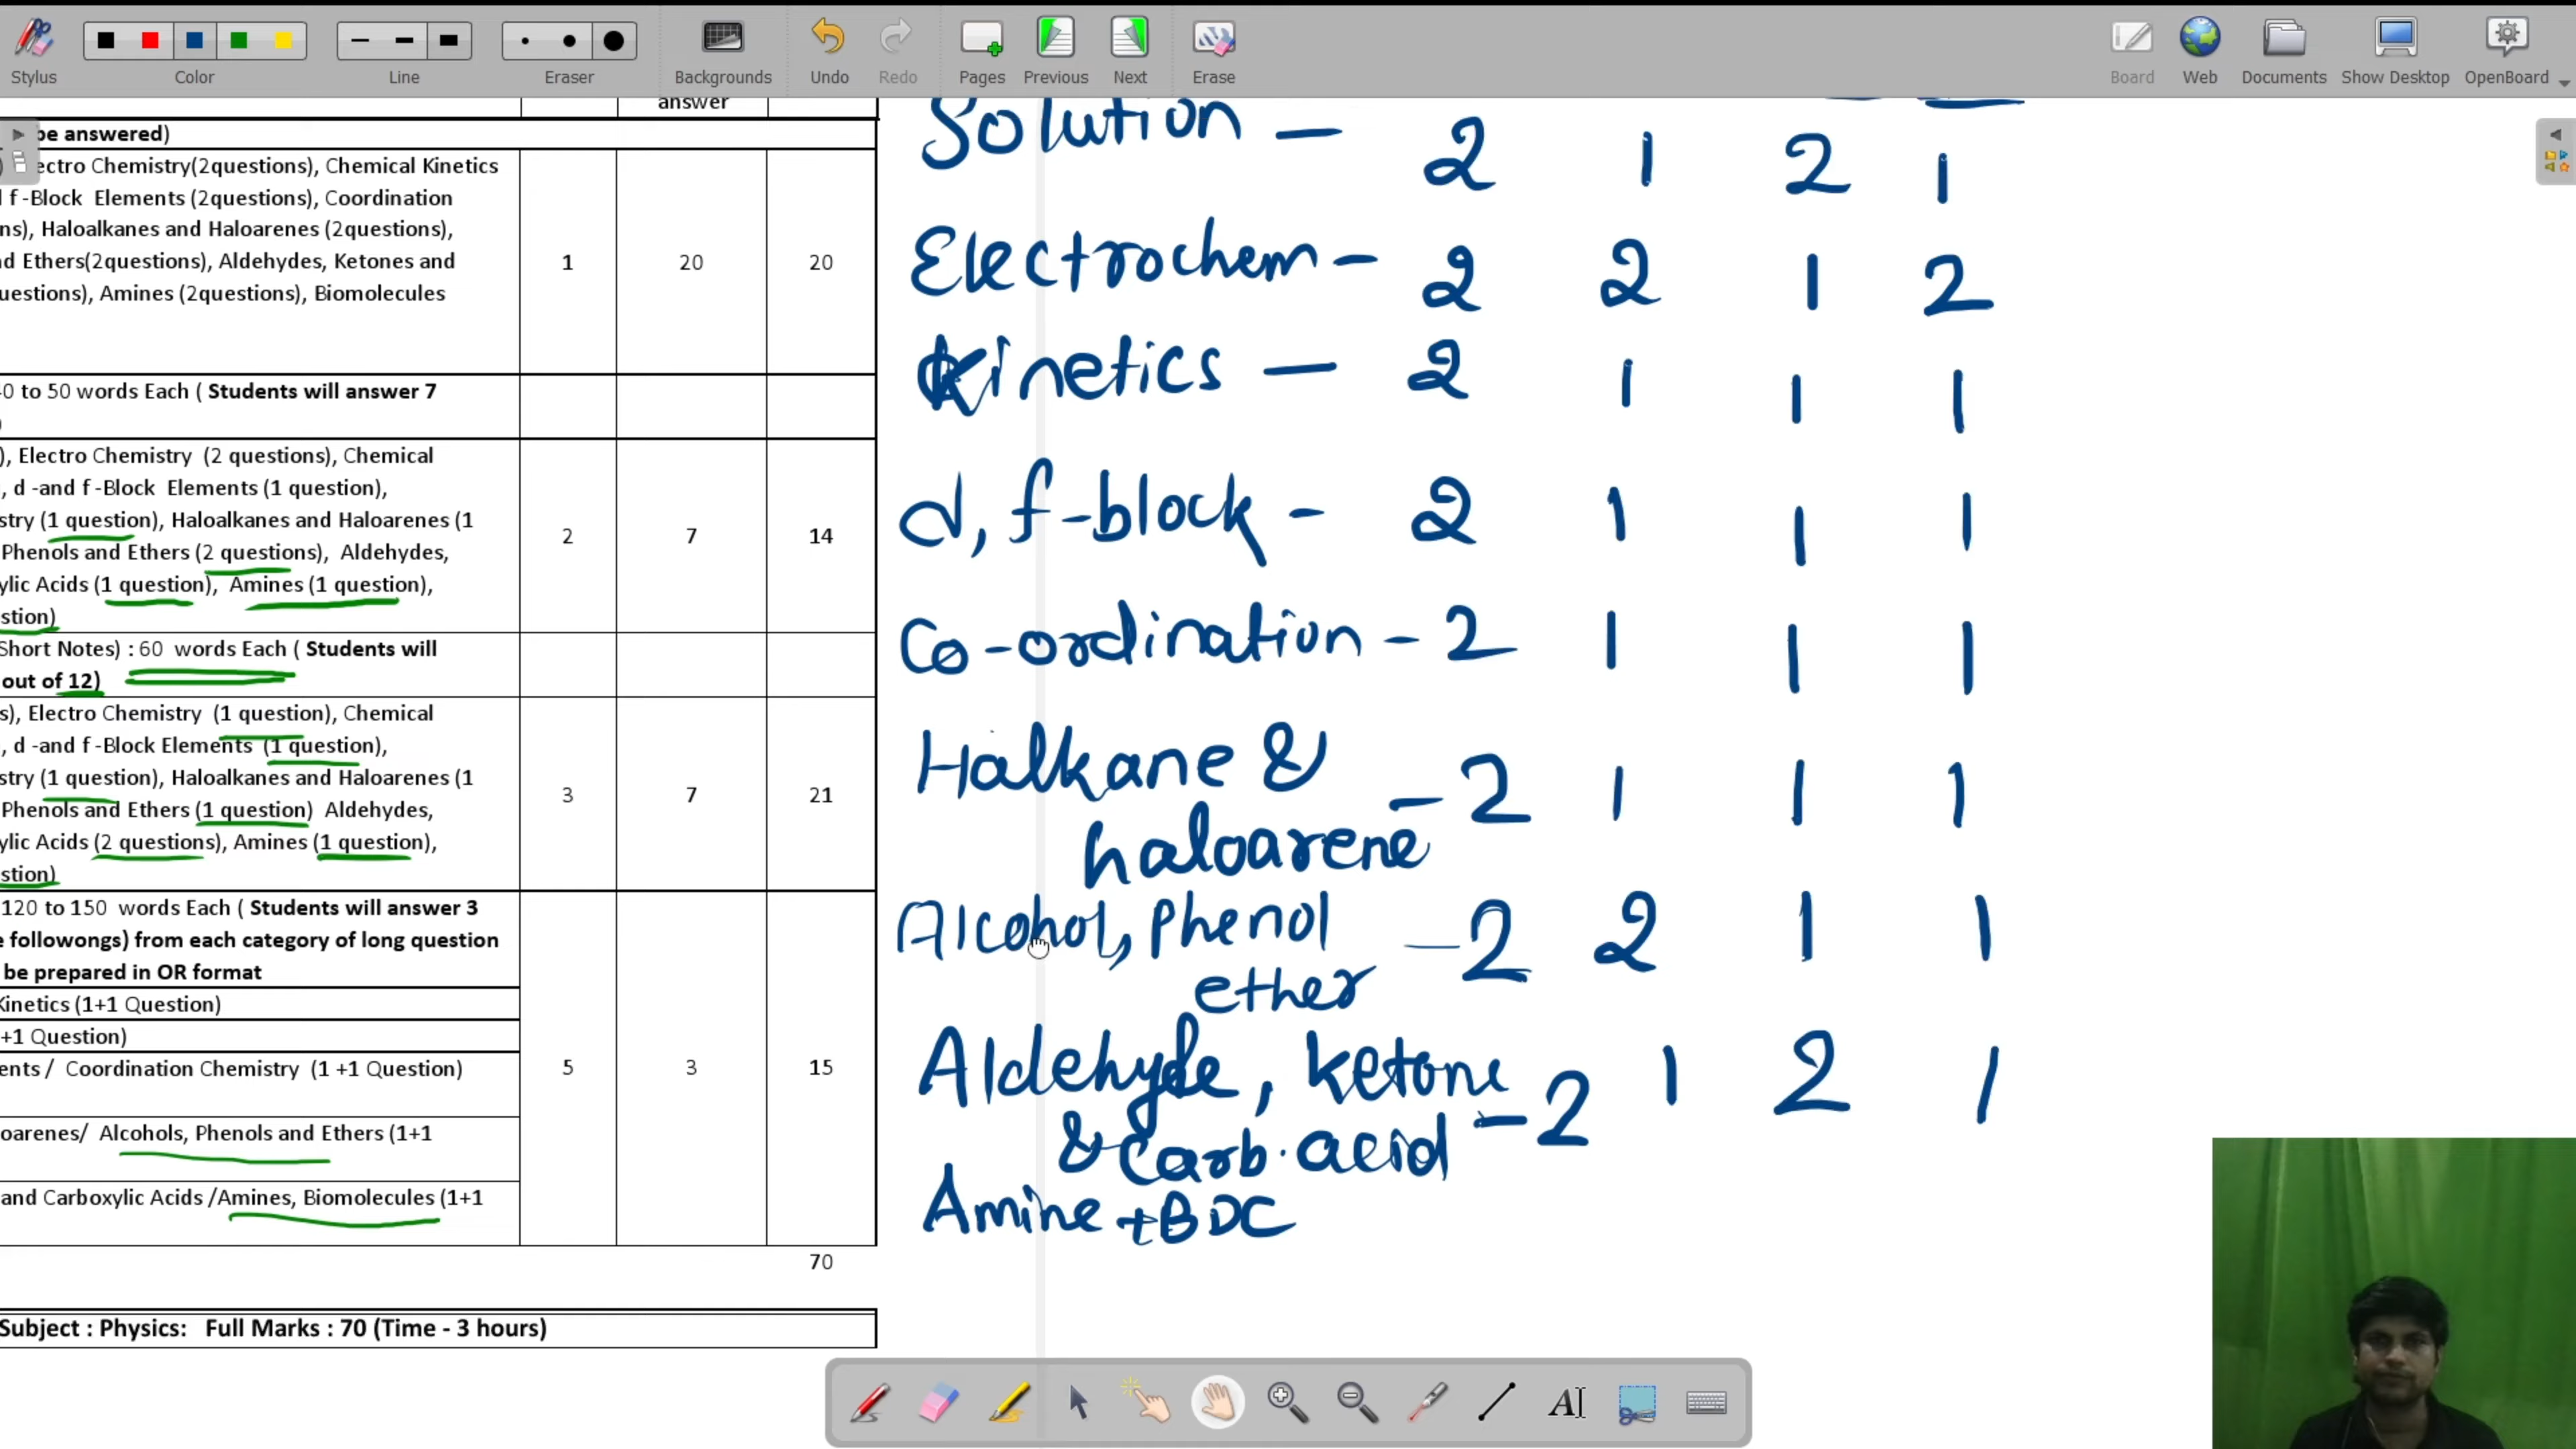 Stylus
Color
Line
Eraser
Backgrounds
Undo
Redo
Pages
Previous
Next
Erase
Board
Web
Documents
Show Desktop
OpenBoard
answer
be answered)
ectro Chemistry(2questions), Chemical Kinetics
f -Block Elements (2questions), Coordination
ns), Haloalkanes and Haloarenes (2questions),
d Ethers(2questions), Aldehydes, Ketones and
uestions), Amines (2questions), Biomolecules
1 20 20
0 to 50 words Each ( Students will answer 7
)
), Electro Chemistry (2 questions), Chemical
, d -and f -Block Elements (1 question),
stry (1 question), Haloalkanes and Haloarenes (1
Phenols and Ethers (2 questions), Aldehydes,
ylic Acids (1 question), Amines (1 question),
stion)
2 7 14
Short Notes) : 60 words Each ( Students will
out of 12)
s), Electro Chemistry (1 question), Chemical
, d -and f -Block Elements (1 question),
stry (1 question), Haloalkanes and Haloarenes (1
Phenols and Ethers (1 question) Aldehydes,
ylic Acids (2 questions), Amines (1 question),
stion)
3 7 21
120 to 150 words Each ( Students will answer 3
e followongs) from each category of long question
be prepared in OR format
Kinetics (1+1 Question)
+1 Question)
ents / Coordination Chemistry (1 +1 Question)
oarenes/ Alcohols, Phenols and Ethers (1+1
and Carboxylic Acids /Amines, Biomolecules (1+1
5 3 15
70
Subject : Physics: Full Marks : 70 (Time - 3 hours)
Solution — 2 1 2 1
Electrochem - 2 2 1 2
Kinetics — 2 1 1 1
d, f-block - 2 1 1 1
Co-ordination - 2 1 1 1
Halkane &
haloarene - 2 1 1 1
Alcohol, phenol
ether - 2 2 1 1
Aldehyde, ketone
& Carb. acid - 2 1 2 1
Amine + BDC
AI